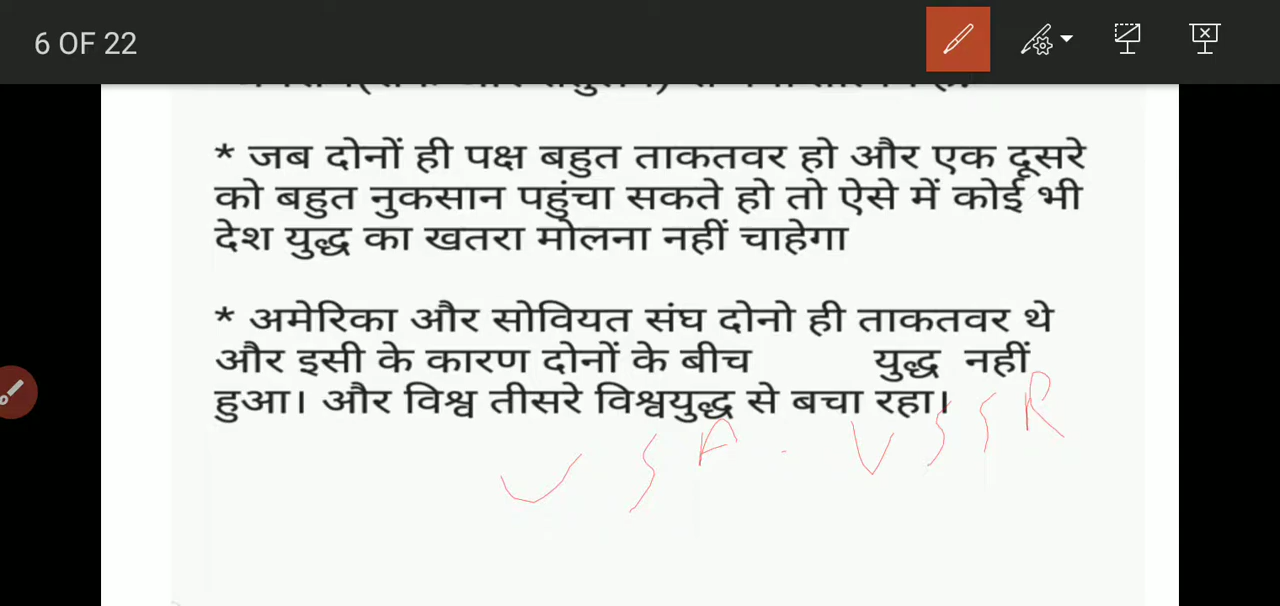 6 OF 22
* जब दोनों ही पक्ष बहुत ताकतवर हो और एक दूसरे
को बहुत नुकसान पहुंचा सकते हो तो ऐसे में कोई भी
देश युद्ध का खतरा मोलना नहीं चाहेगा
* अमेरिका और सोवियत संघ दोनो ही ताकतवर थे
और इसी के कारण दोनों के बीच युद्ध नहीं
हुआ। और विश्व तीसरे विश्वयुद्ध से बचा रहा।
USA - USSR